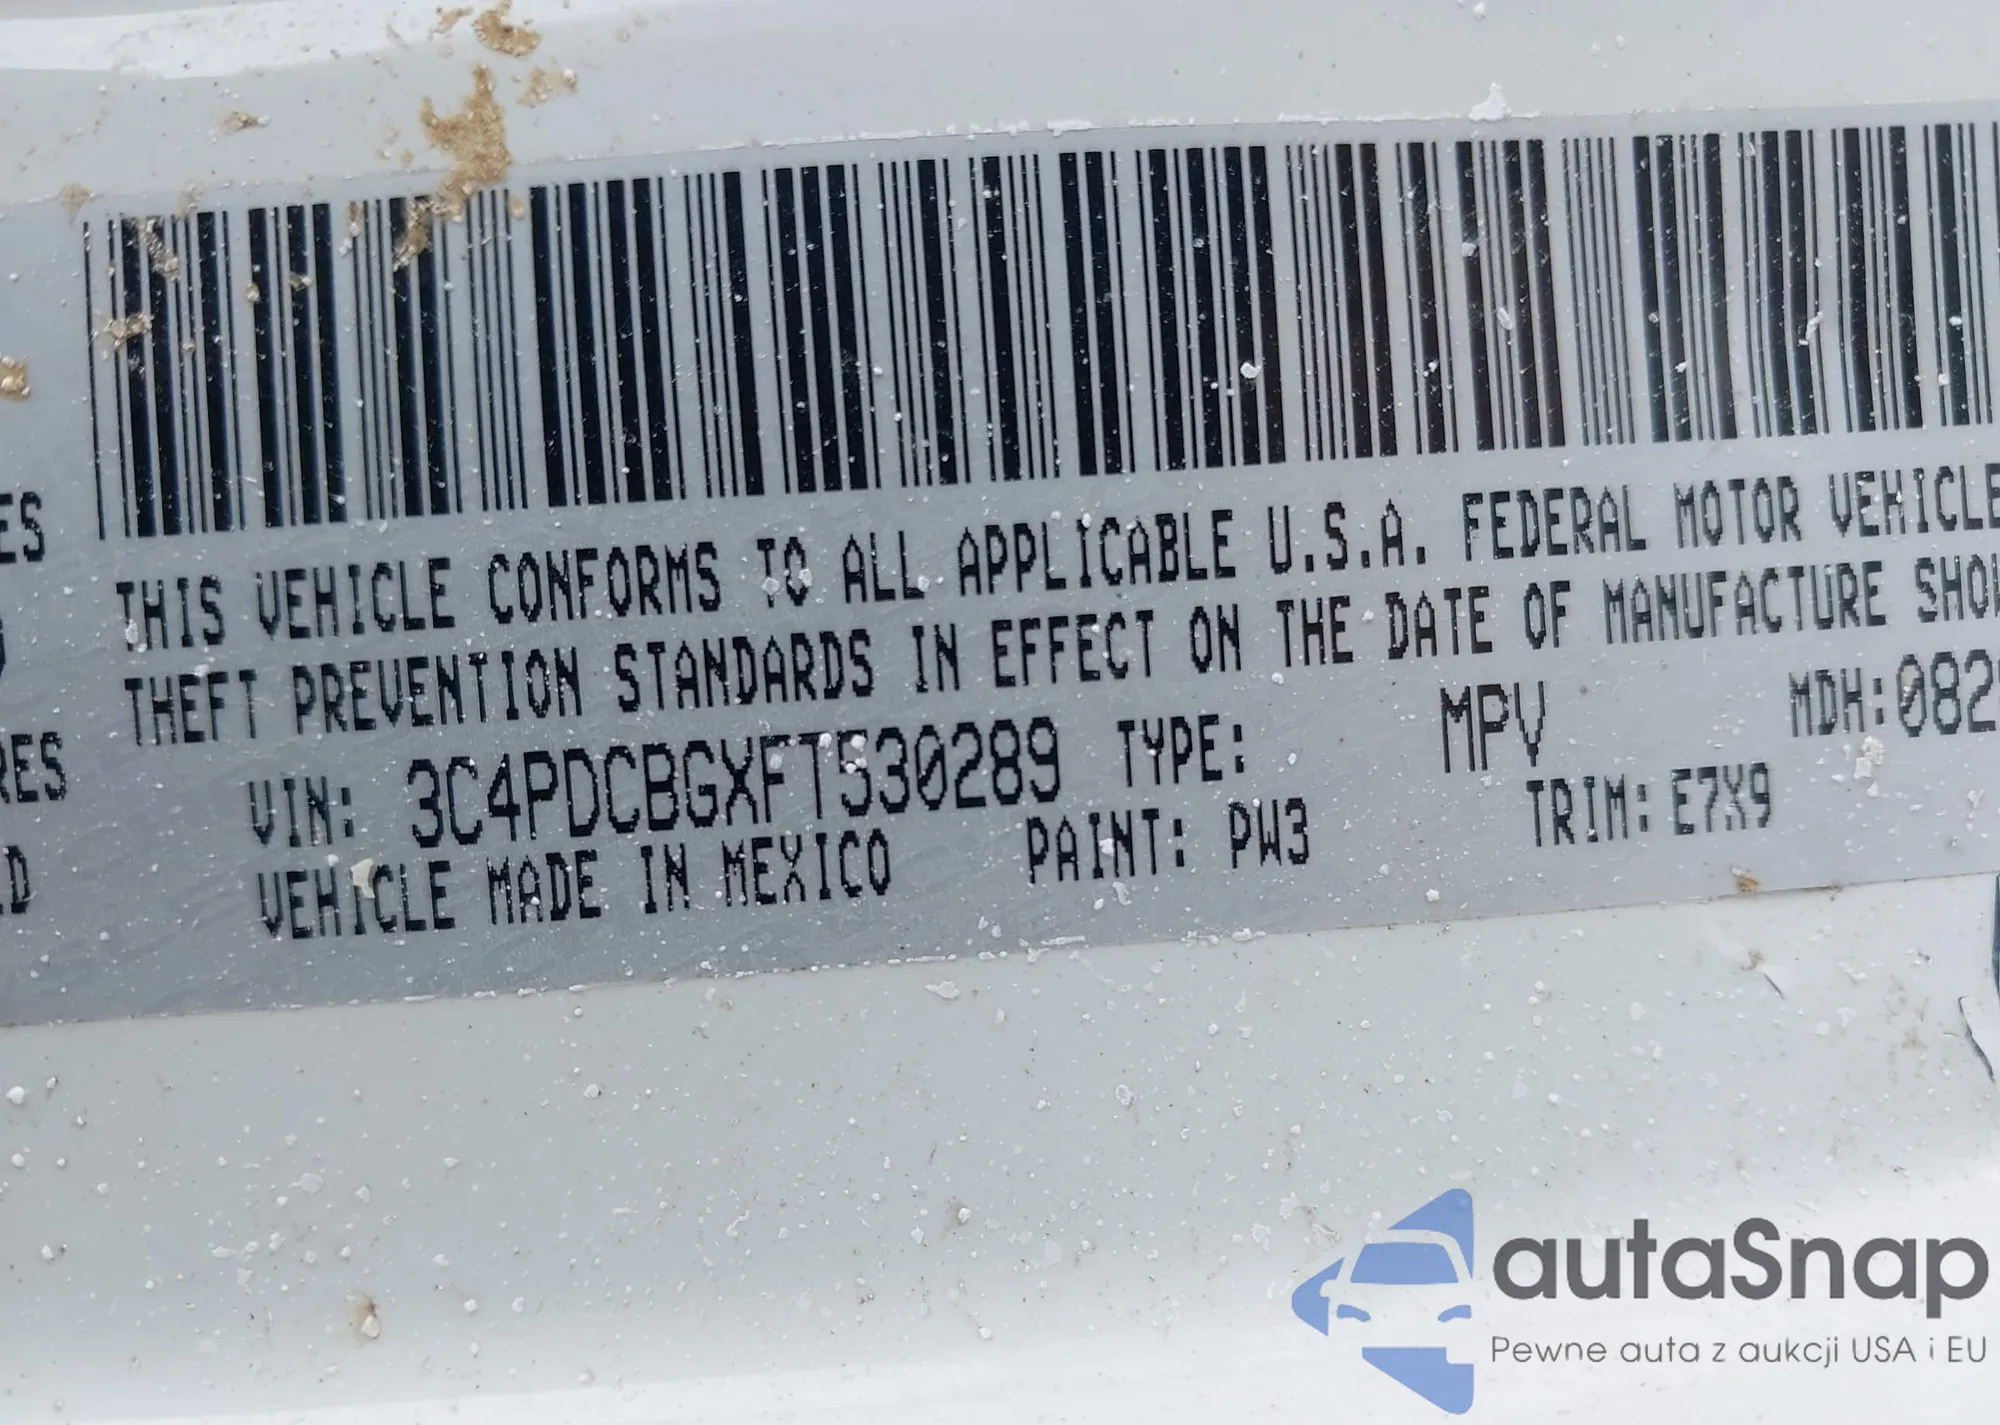 ES
THIS VEHICLE CONFORMS TO ALL APPLICABLE U.S.A. FEDERAL MOTOR VEHICLE
THEFT PREVENTION STANDARDS IN EFFECT ON THE DATE OF MANUFACTURE SHOW
RES
VIN: 3C4PDCBGXFT530289 TYPE: MPV MDH:082
VEHICLE MADE IN MEXICO PAINT: PW3 TRIM: E7X9
LD
autaSnap
Pewne auta z aukcji USA i EU